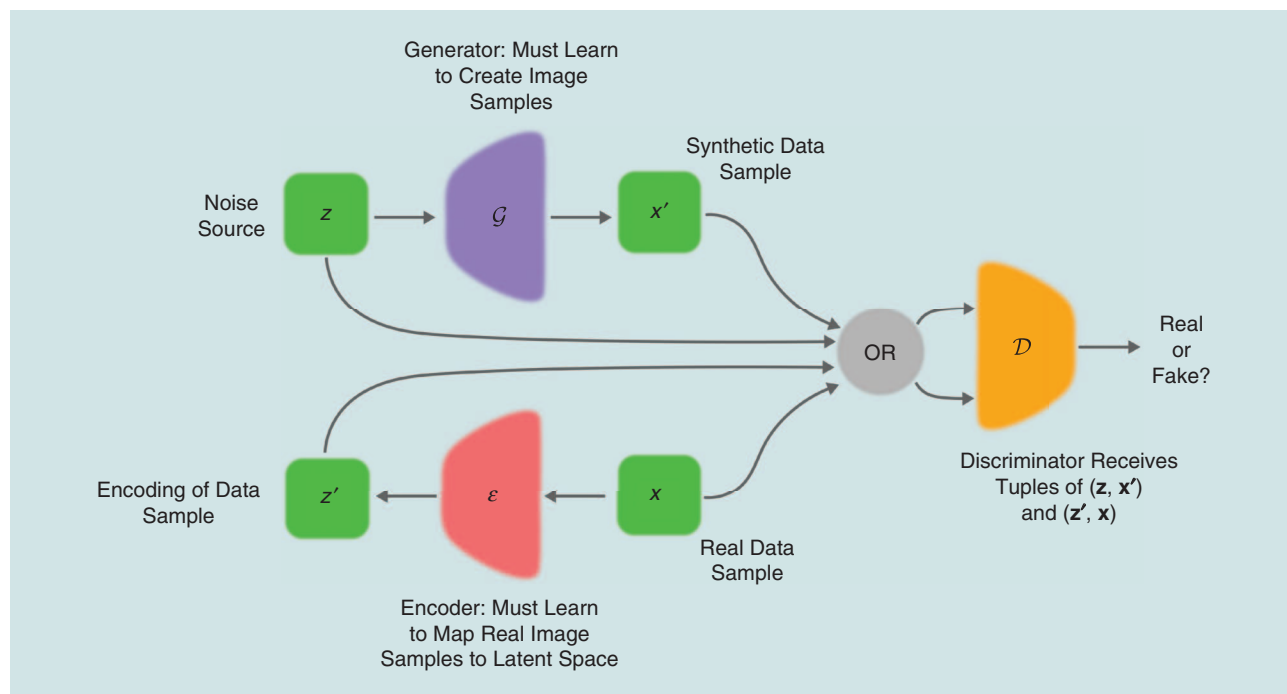 Generator: Must Learn
to Create Image
Samples
Synthetic Data
Sample
Noise
Source
z
𝒢
x′
OR
𝒟
Real
or
Fake?
Encoding of Data
Sample
z′
ε
x
Real Data
Sample
Discriminator Receives
Tuples of (z, x′)
and (z′, x)
Encoder: Must Learn
to Map Real Image
Samples to Latent Space